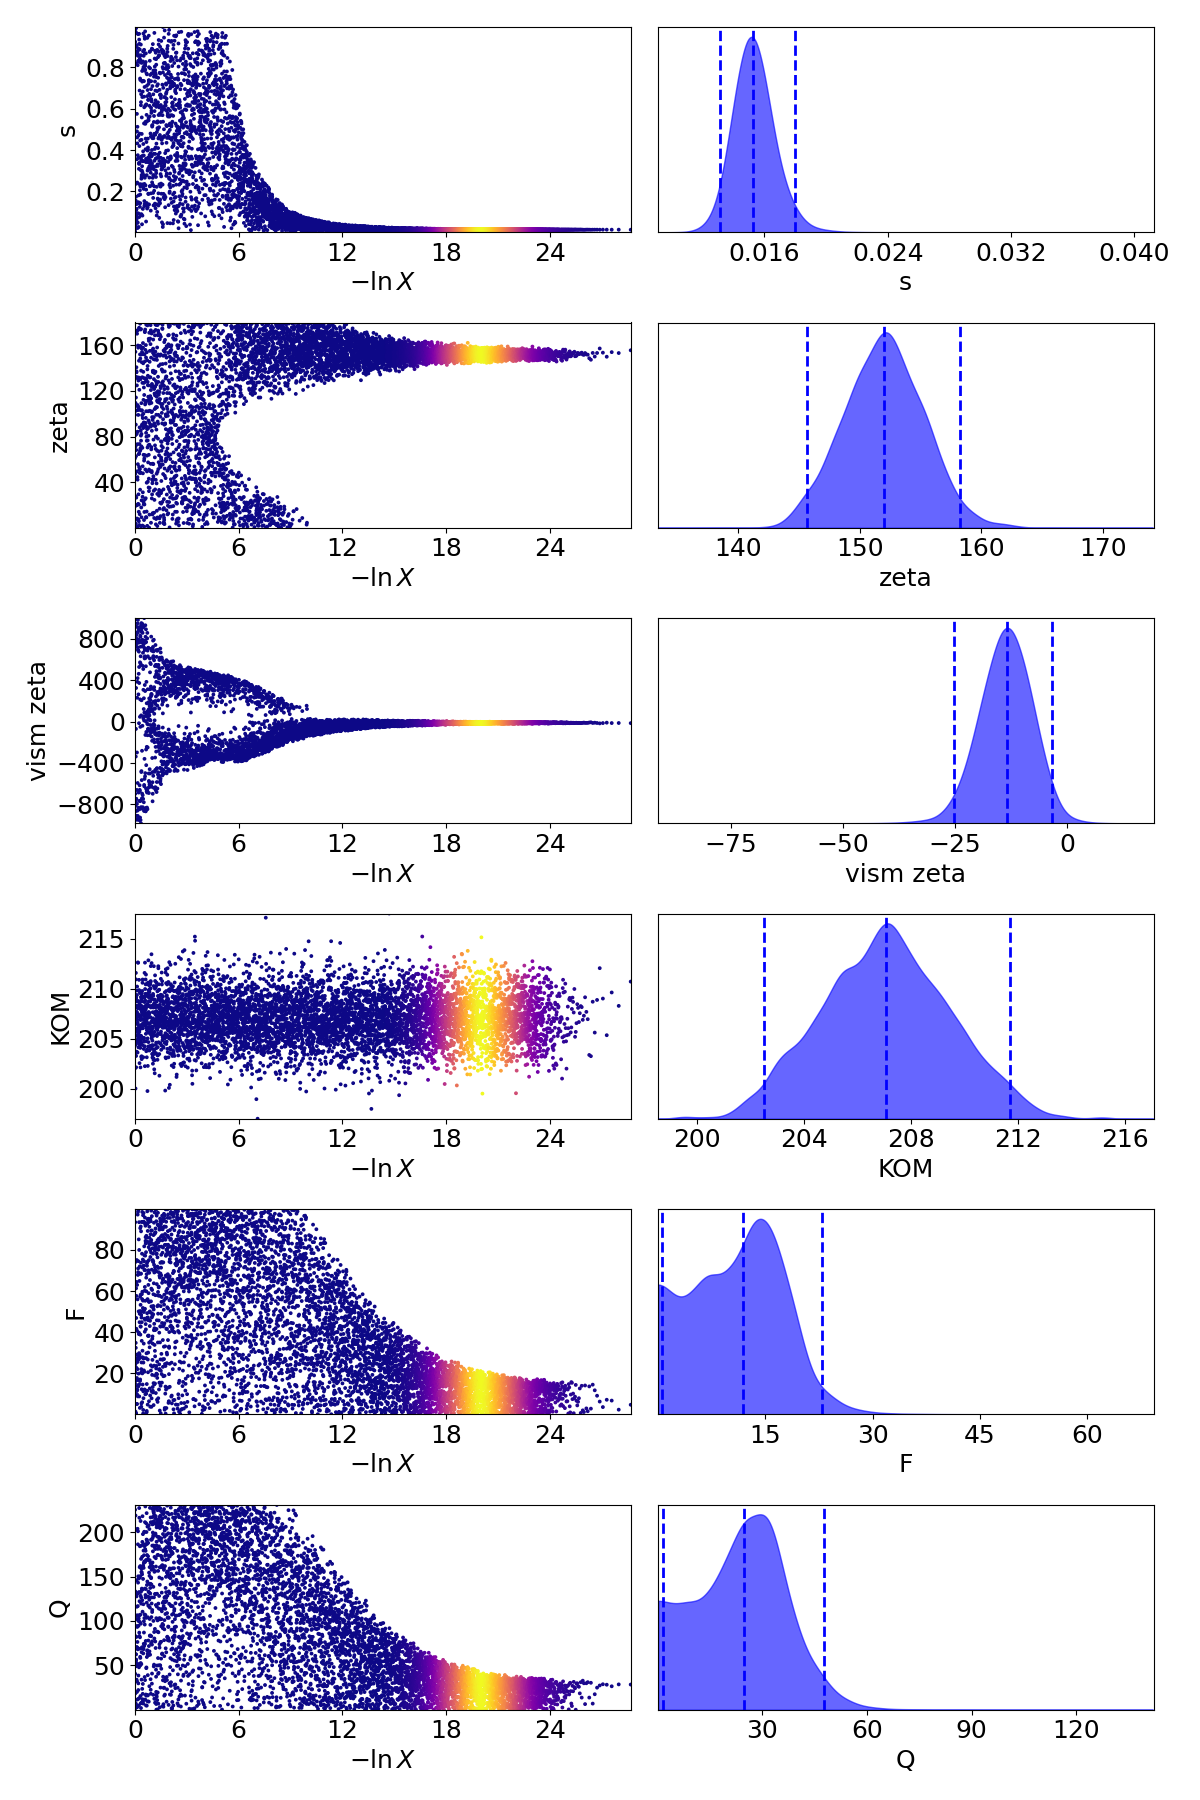 s
0.8
0.6
0.4
0.2
0 6 12 18 24
−ln X
0.016 0.024 0.032 0.040
s
zeta
160
120
80
40
0 6 12 18 24
−ln X
140 150 160 170
zeta
vism zeta
800
400
0
−400
−800
0 6 12 18 24
−ln X
−75 −50 −25 0
vism zeta
KOM
215
210
205
200
0 6 12 18 24
−ln X
200 204 208 212 216
KOM
F
80
60
40
20
0 6 12 18 24
−ln X
15 30 45 60
F
Q
200
150
100
50
0 6 12 18 24
−ln X
30 60 90 120
Q